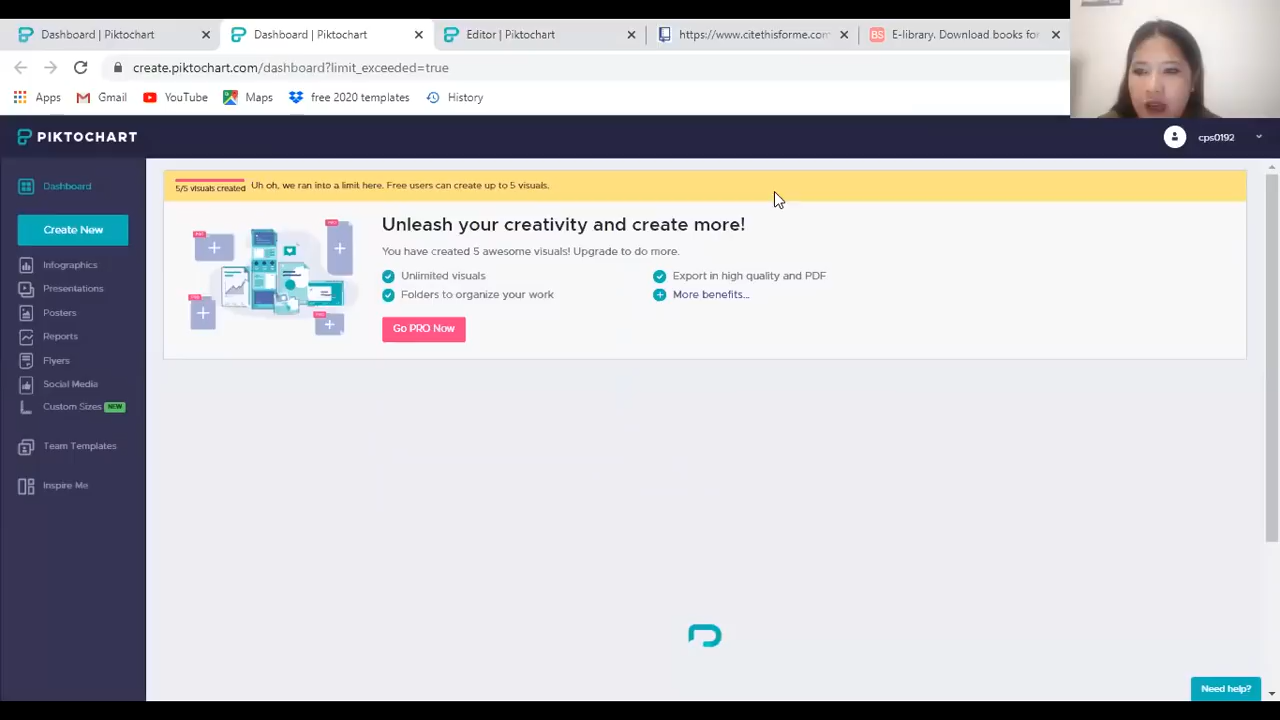 Dashboard | Piktochart
Dashboard | Piktochart
Editor | Piktochart
https://www.citethisforme.com
BS E-library. Download books for
create.piktochart.com/dashboard?limit_exceeded=true
Apps
Gmail
YouTube
Maps
free 2020 templates
History
PIKTOCHART
cps0192
Dashboard
Create New
Infographics
Presentations
Posters
Reports
Flyers
Social Media
Custom Sizes NEW
Team Templates
Inspire Me
5/5 visuals created
Uh oh, we ran into a limit here. Free users can create up to 5 visuals.
Unleash your creativity and create more!
You have created 5 awesome visuals! Upgrade to do more.
Unlimited visuals
Export in high quality and PDF
Folders to organize your work
More benefits...
Go PRO Now
Need help?